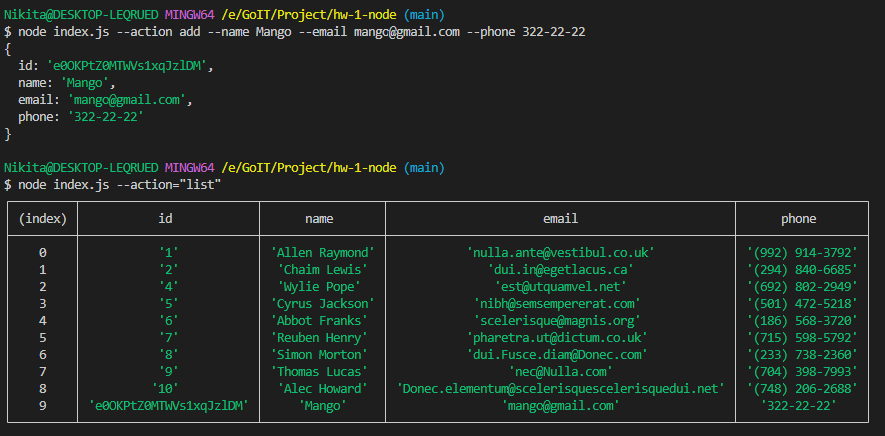 Nikita@DESKTOP-LEQRUED MINGW64 /e/GoIT/Project/hw-1-node (main)
$ node index.js --action add --name Mango --email mango@gmail.com --phone 322-22-22
{
  id: 'e0OKPtZ0MTWVs1xqJzlDM',
  name: 'Mango',
  email: 'mango@gmail.com',
  phone: '322-22-22'
}
Nikita@DESKTOP-LEQRUED MINGW64 /e/GoIT/Project/hw-1-node (main)
$ node index.js --action="list"
(index) id name email phone
0 '1' 'Allen Raymond' 'nulla.ante@vestibul.co.uk' '(992) 914-3792'
1 '2' 'Chaim Lewis' 'dui.in@egetlacus.ca' '(294) 840-6685'
2 '4' 'Wylie Pope' 'est@utquamvel.net' '(692) 802-2949'
3 '5' 'Cyrus Jackson' 'nibh@semsempererat.com' '(501) 472-5218'
4 '6' 'Abbot Franks' 'scelerisque@magnis.org' '(186) 568-3720'
5 '7' 'Reuben Henry' 'pharetra.ut@dictum.co.uk' '(715) 598-5792'
6 '8' 'Simon Morton' 'dui.Fusce.diam@Donec.com' '(233) 738-2360'
7 '9' 'Thomas Lucas' 'nec@Nulla.com' '(704) 398-7993'
8 '10' 'Alec Howard' 'Donec.elementum@scelerisquescelerisquedui.net' '(748) 206-2688'
9 'e0OKPtZ0MTWVs1xqJzlDM' 'Mango' 'mango@gmail.com' '322-22-22'